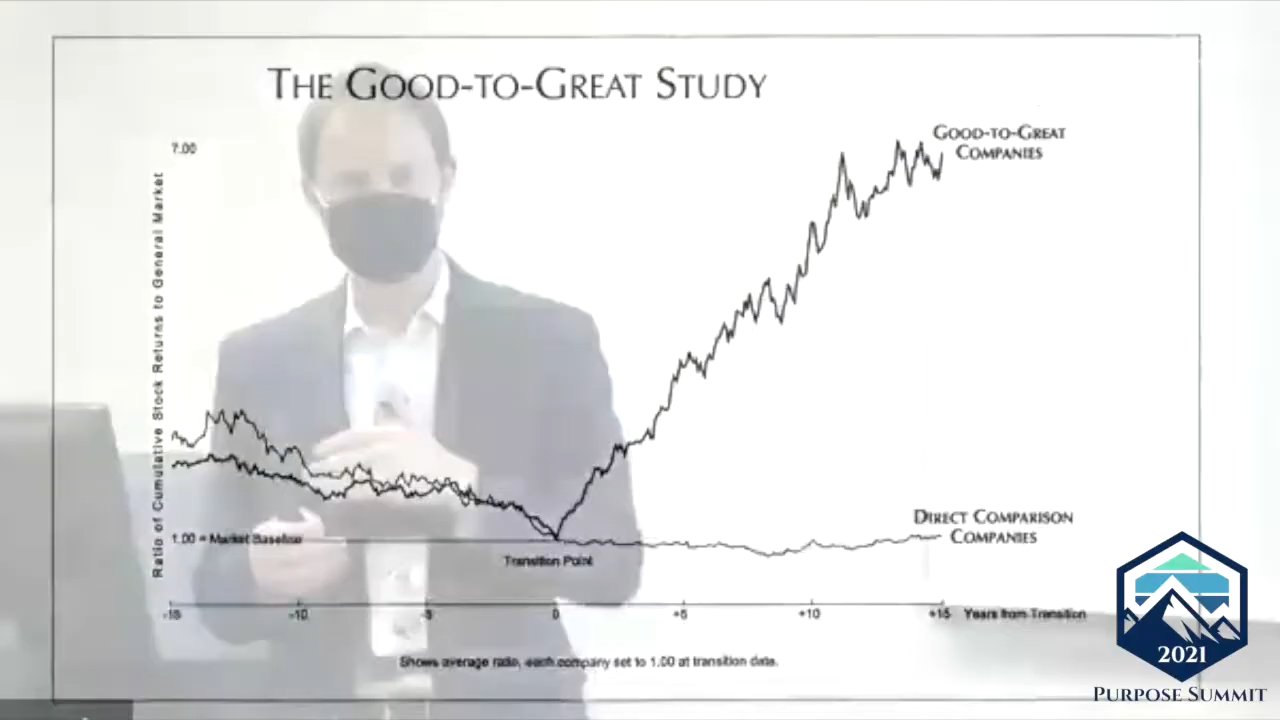 THE GOOD-TO-GREAT STUDY
7.00
GOOD-TO-GREAT
COMPANIES
Ratio of Cumulative Stock Returns to General Market
1.00 = Market Baseline
DIRECT COMPARISON
COMPANIES
Transition Point
-15 -10 -5 0 +5 +10 +15 Years from Transition
Shows average ratio, each company set to 1.00 at transition date.
2021
PURPOSE SUMMIT